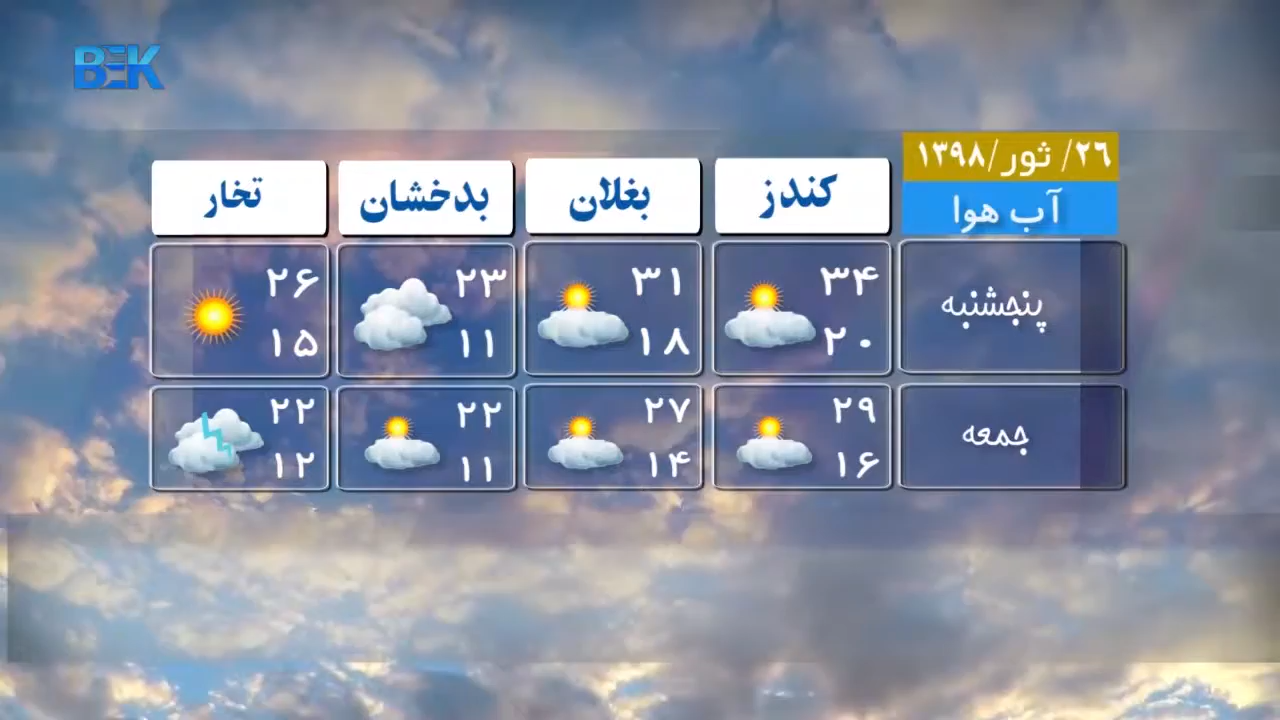 BEK
۲۶/ ثور/۱۳۹۸
آب هوا
کندز
بغلان
بدخشان
تخار
پنجشنبه
۳۴
۲۰
۳۱
۱۸
۲۳
۱۱
۲۶
۱۵
جمعه
۲۹
۱۶
۲۷
۱۴
۲۲
۱۱
۲۲
۱۲